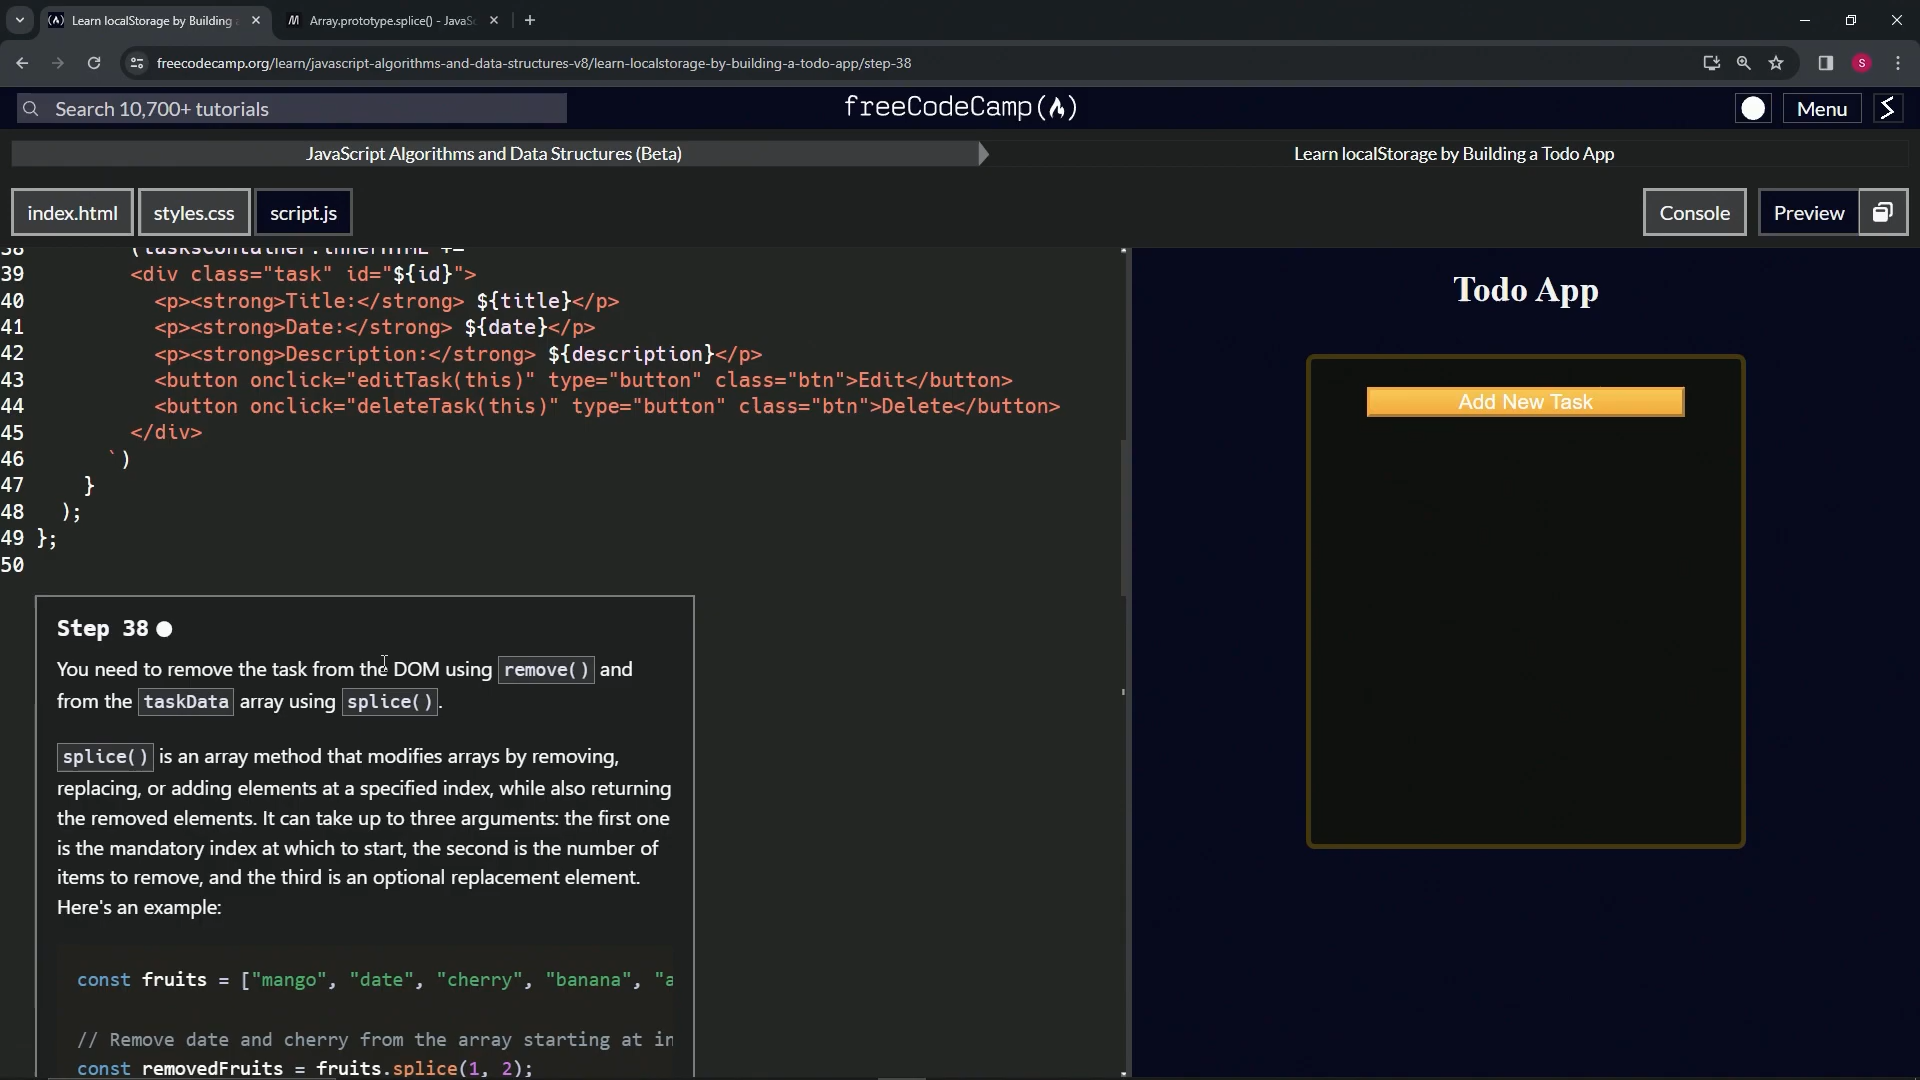 Learn localStorage by Building
Array.prototype.splice() - JavaSc
freecodecamp.org/learn/javascript-algorithms-and-data-structures-v8/learn-localstorage-by-building-a-todo-app/step-38
S
Search 10,700+ tutorials
freeCodeCamp
Menu
JavaScript Algorithms and Data Structures (Beta)
Learn localStorage by Building a Todo App
index.html
styles.css
script.js
Console
Preview
38 (tasksContainer.innerHTML +=
39 <div class="task" id="${id}">
40 <p><strong>Title:</strong> ${title}</p>
41 <p><strong>Date:</strong> ${date}</p>
42 <p><strong>Description:</strong> ${description}</p>
43 <button onclick="editTask(this)" type="button" class="btn">Edit</button>
44 <button onclick="deleteTask(this)" type="button" class="btn">Delete</button>
45 </div>
46 `)
47 }
48 );
49 };
50
Step 38
You need to remove the task from the DOM using remove() and
from the taskData array using splice().
splice() is an array method that modifies arrays by removing,
replacing, or adding elements at a specified index, while also returning
the removed elements. It can take up to three arguments: the first one
is the mandatory index at which to start, the second is the number of
items to remove, and the third is an optional replacement element.
Here's an example:
const fruits = ["mango", "date", "cherry", "banana", "a
// Remove date and cherry from the array starting at in
const removedFruits = fruits.splice(1, 2);
Todo App
Add New Task